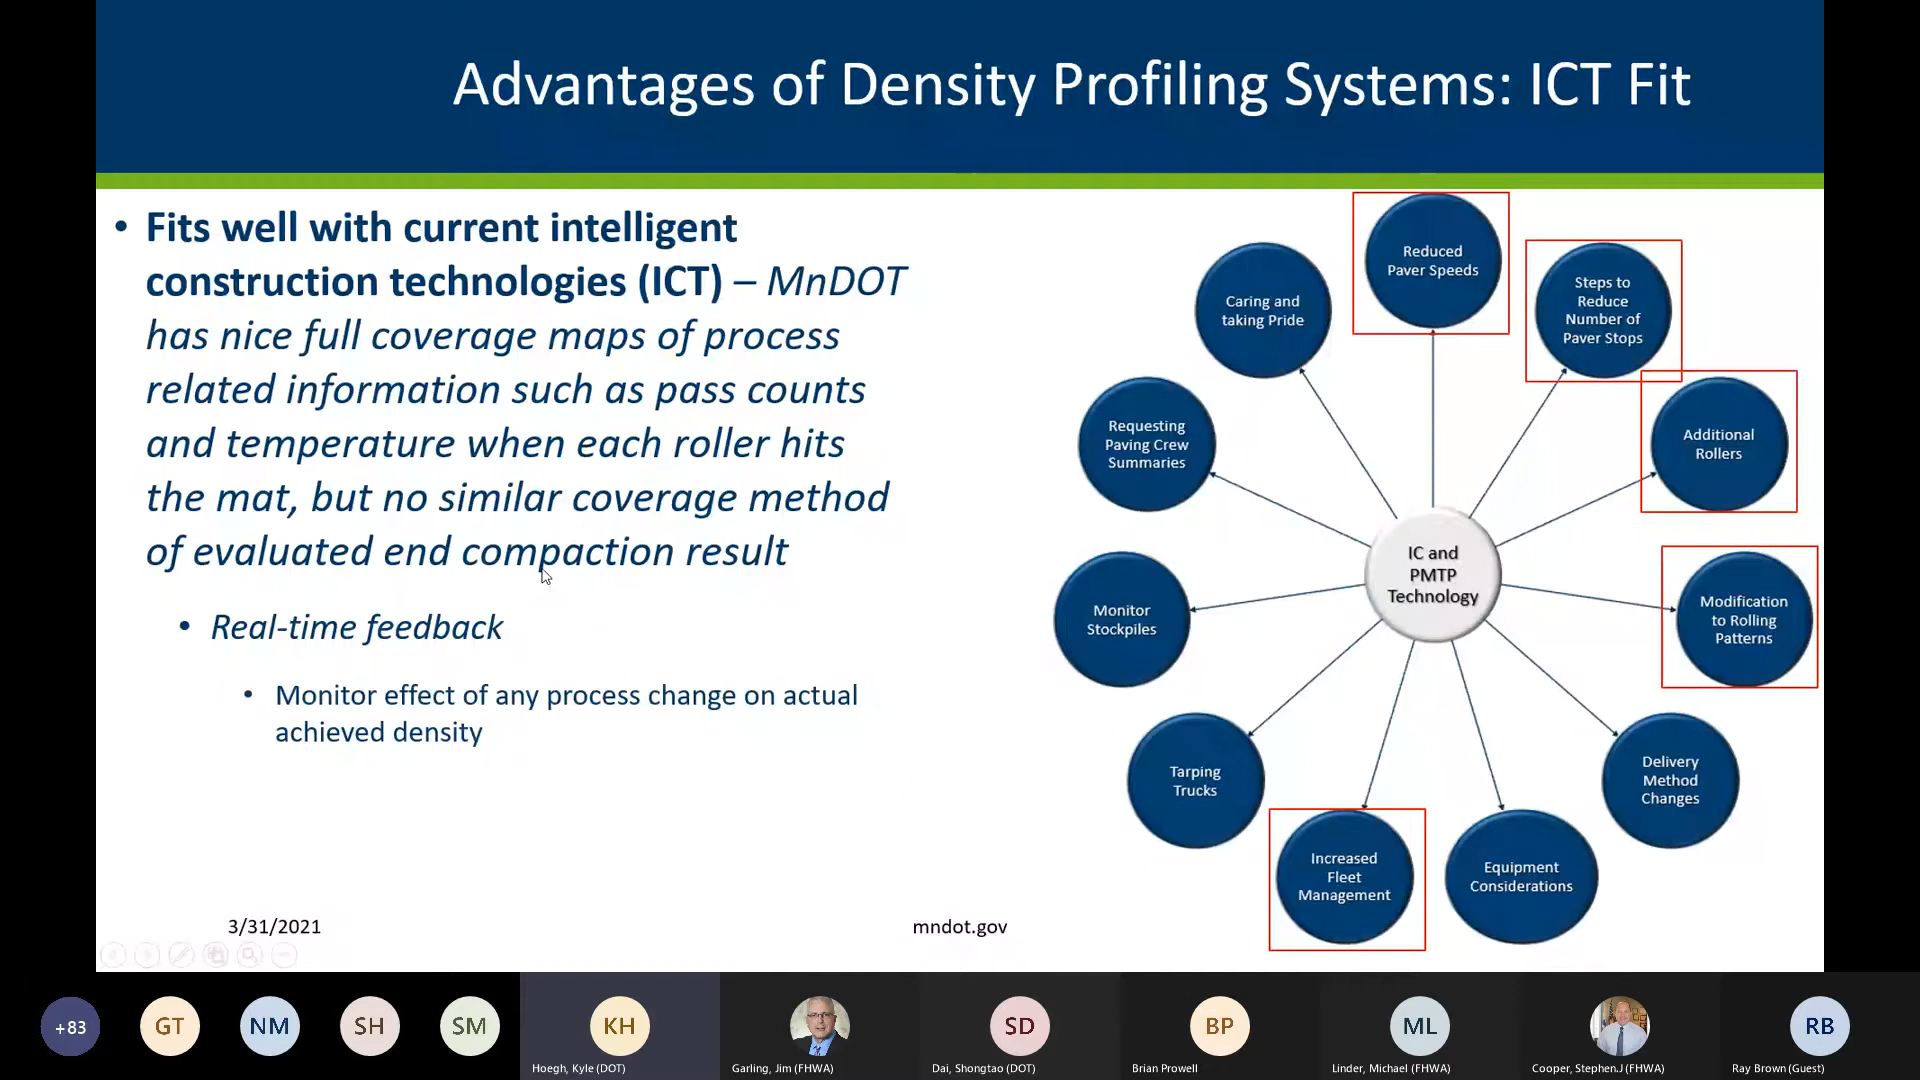 Advantages of Density Profiling Systems: ICT Fit
• Fits well with current intelligent
construction technologies (ICT) – MnDOT
has nice full coverage maps of process
related information such as pass counts
and temperature when each roller hits
the mat, but no similar coverage method
of evaluated end compaction result
• Real-time feedback
• Monitor effect of any process change on actual
achieved density
Reduced
Paver Speeds
Steps to
Reduce
Number of
Paver Stops
Additional
Rollers
Modification
to Rolling
Patterns
Delivery
Method
Changes
Equipment
Considerations
Increased
Fleet
Management
Tarping
Trucks
Monitor
Stockpiles
Requesting
Paving Crew
Summaries
Caring and
taking Pride
IC and
PMTP
Technology
3/31/2021
mndot.gov
+83
GT
NM
SH
SM
KH
Hoegh, Kyle (DOT)
Garling, Jim (FHWA)
SD
Dai, Shongtao (DOT)
BP
Brian Prowell
ML
Linder, Michael (FHWA)
Cooper, Stephen.J (FHWA)
RB
Ray Brown (Guest)